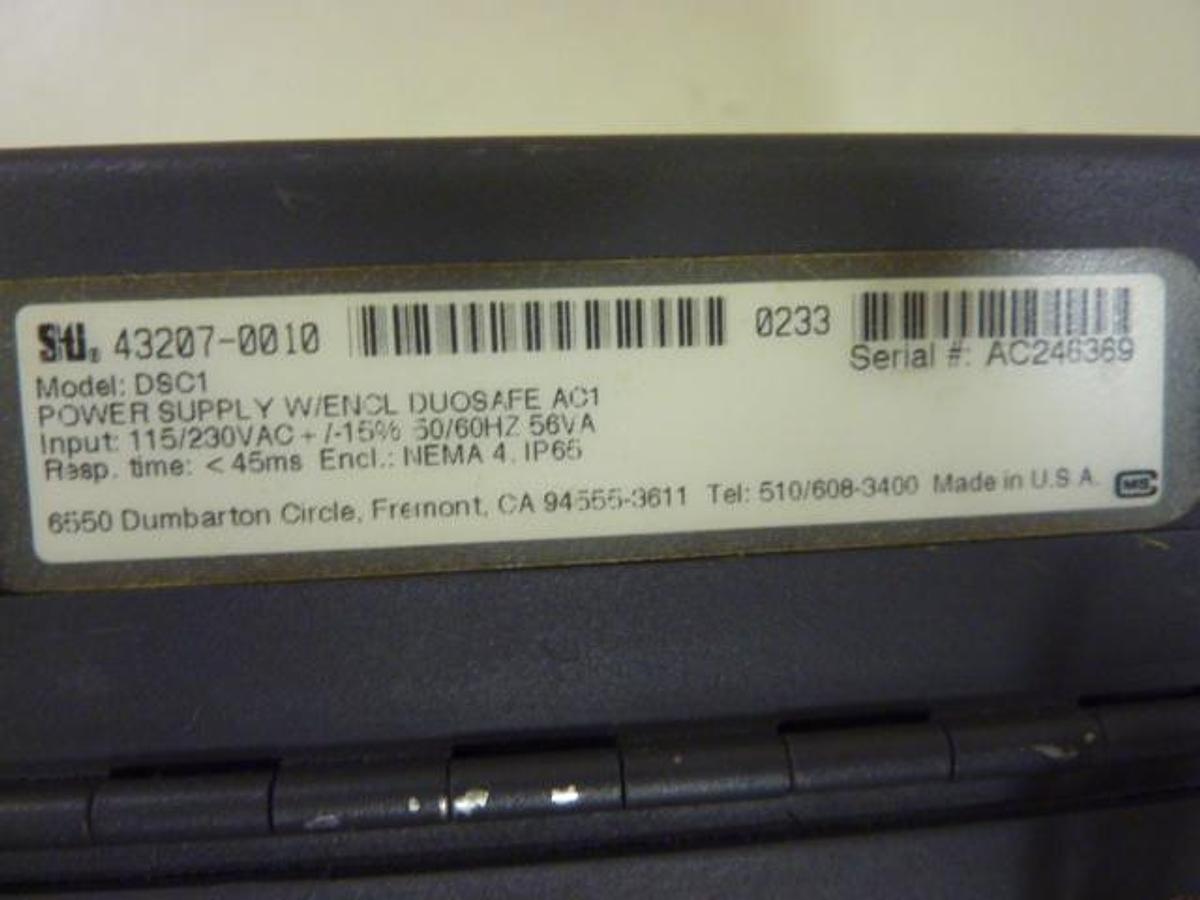 STI® 43207-0010 0233
Serial #: AC246369
Model: DSC1
POWER SUPPLY W/ENCL DUOSAFE AC1
Input: 115/230VAC +/-15% 50/60HZ 56VA
Resp. time: < 45ms Encl.: NEMA 4, IP65
6550 Dumbarton Circle, Fremont, CA 94555-3611 Tel: 510/608-3400 Made in U.S.A.